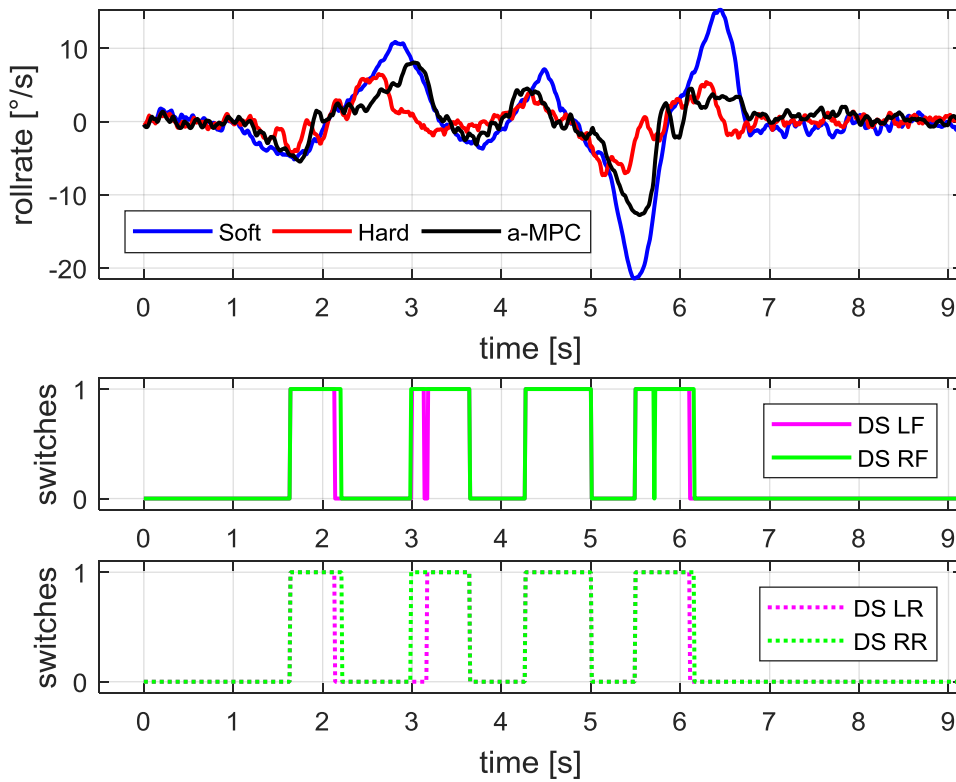 10
0
-10
-20
rollrate [°/s]
Soft Hard a-MPC
0 1 2 3 4 5 6 7 8 9
time [s]
1
0
switches
DS LF
DS RF
0 1 2 3 4 5 6 7 8 9
1
0
switches
DS LR
DS RR
0 1 2 3 4 5 6 7 8 9
time [s]